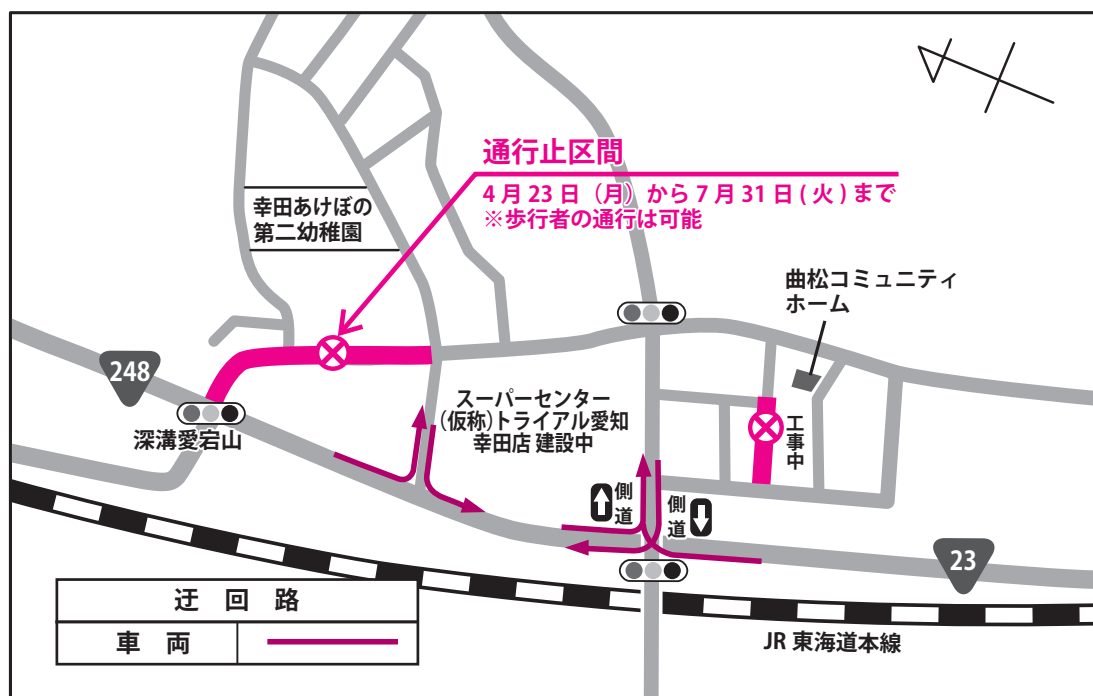 通行止区間
4月23日（月）から7月31日(火)まで
※歩行者の通行は可能
幸田あけぼの
第二幼稚園
曲松コミュニティ
ホーム
248
深溝愛宕山
スーパーセンター
(仮称)トライアル愛知
幸田店 建設中
工事中
側道
側道
23
迂回路
車両
JR東海道本線